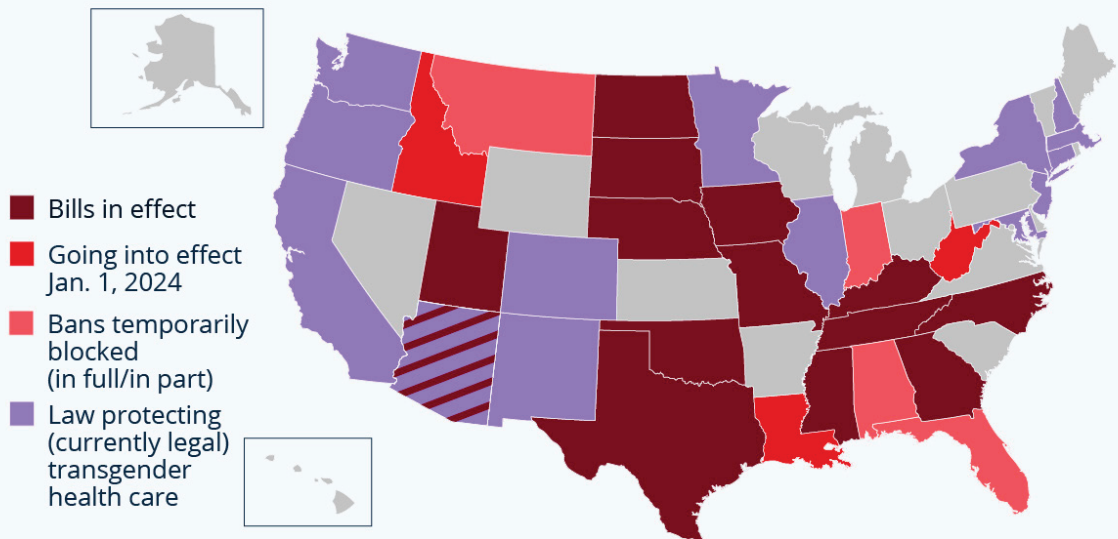 Bills in effect
Going into effect
Jan. 1, 2024
Bans temporarily
blocked
(in full/in part)
Law protecting
(currently legal)
transgender
health care